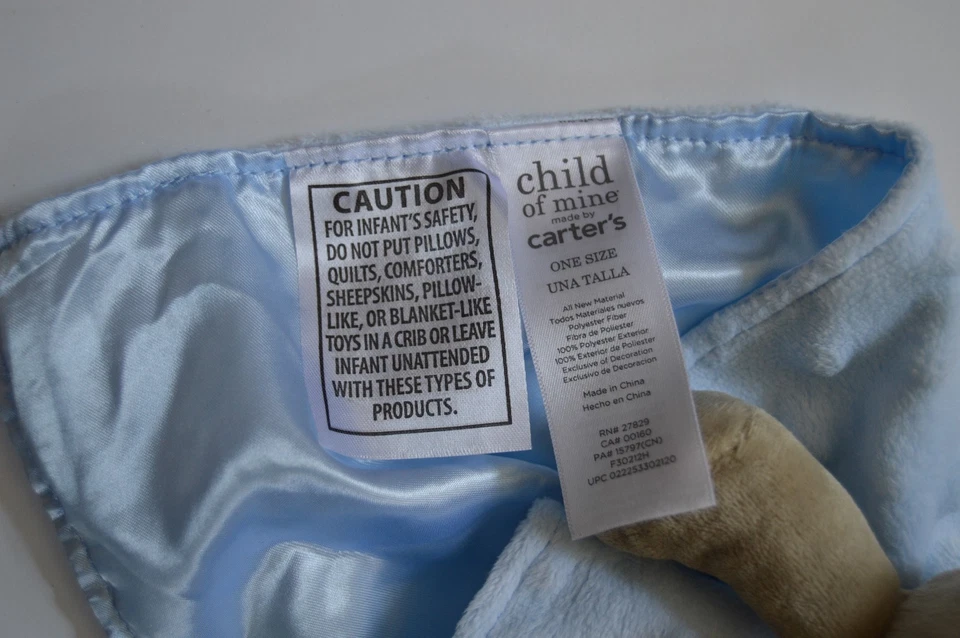 CAUTION
FOR INFANT'S SAFETY,
DO NOT PUT PILLOWS,
QUILTS, COMFORTERS,
SHEEPSKINS, PILLOW-
LIKE, OR BLANKET-LIKE
TOYS IN A CRIB OR LEAVE
INFANT UNATTENDED
WITH THESE TYPES OF
PRODUCTS.
child
of mine
made by
carter's
ONE SIZE
UNA TALLA
All New Material
Todos Materiales nuevos
Polyester Fiber
Fibra de Poliester
100% Polyester Exterior
100% Exterior de Poliester
Exclusive of Decoration
Exclusivo de Decoracion
Made in China
Hecho en China
RN# 27829
CA# 00160
PA# 15797(CN)
F30212H
UPC 022253302120